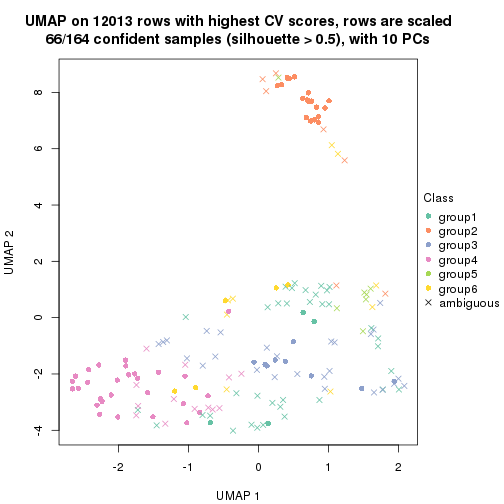 UMAP on 12013 rows with highest CV scores, rows are scaled
66/164 confident samples (silhouette > 0.5), with 10 PCs
8
6
4
2
0
-2
-4
UMAP 2
-2
-1
0
1
2
UMAP 1
Class
group1
group2
group3
group4
group5
group6
ambiguous